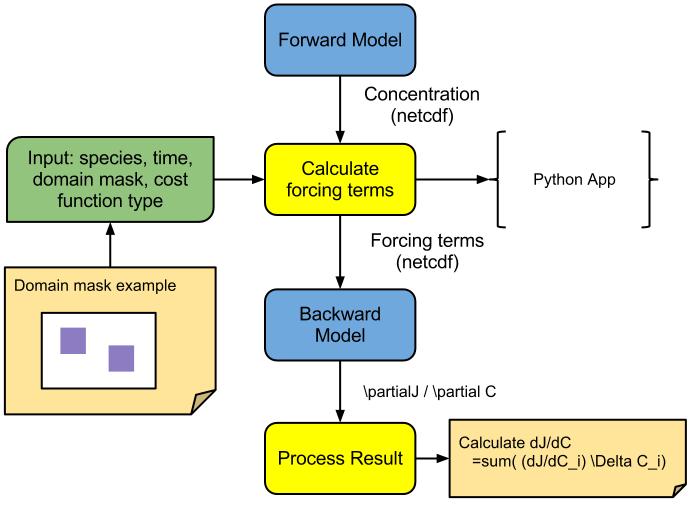 Forward Model
Concentration
(netcdf)
Input: species, time,
domain mask, cost
function type
Calculate
forcing terms
Python App
Forcing terms
(netcdf)
Domain mask example
Backward
Model
\partialJ / \partial C
Process Result
Calculate dJ/dC
=sum( (dJ/dC_i) \Delta C_i)